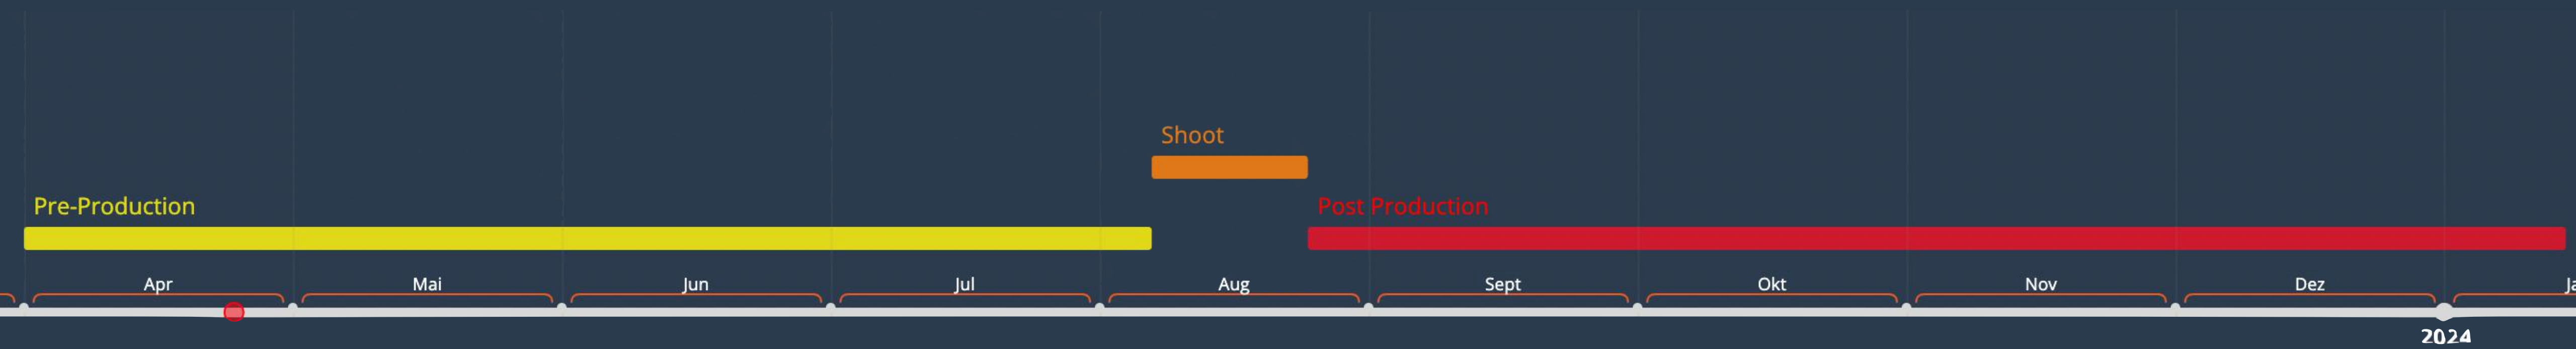 Shoot
Pre-Production
Post Production
Apr Mai Jun Jul Aug Sept Okt Nov Dez
2024